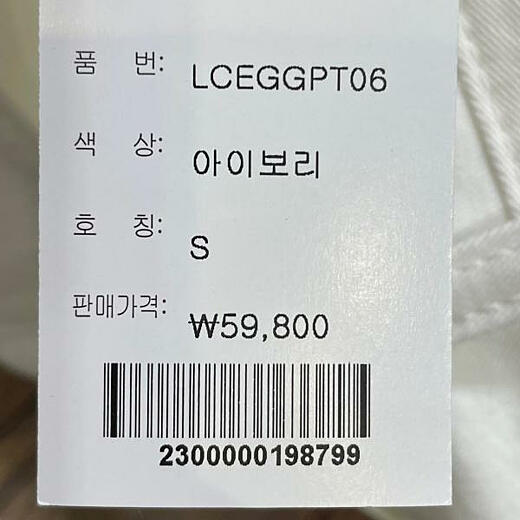 품 번: LCEGGPT06
색 상: 아이보리
호 칭: S
판매가격: ₩59,800
2300000198799